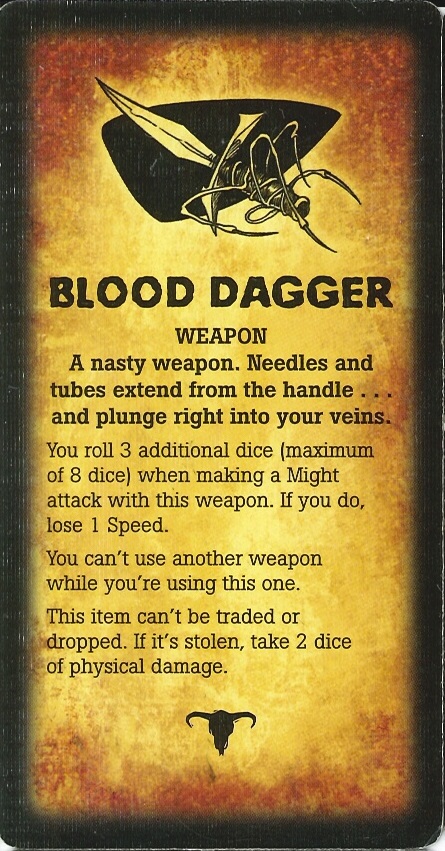 BLOOD DAGGER
WEAPON
A nasty weapon. Needles and
tubes extend from the handle . . .
and plunge right into your veins.
You roll 3 additional dice (maximum
of 8 dice) when making a Might
attack with this weapon. If you do,
lose 1 Speed.
You can't use another weapon
while you're using this one.
This item can't be traded or
dropped. If it's stolen, take 2 dice
of physical damage.